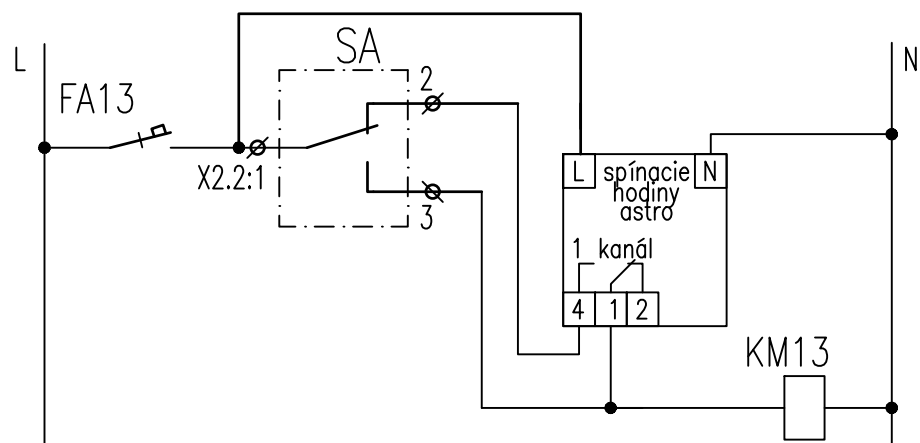 L
N
SA
FA13
2
X2.2:1
3
L
spínacie
hodiny
astro
N
1 kanál
4
1
2
KM13